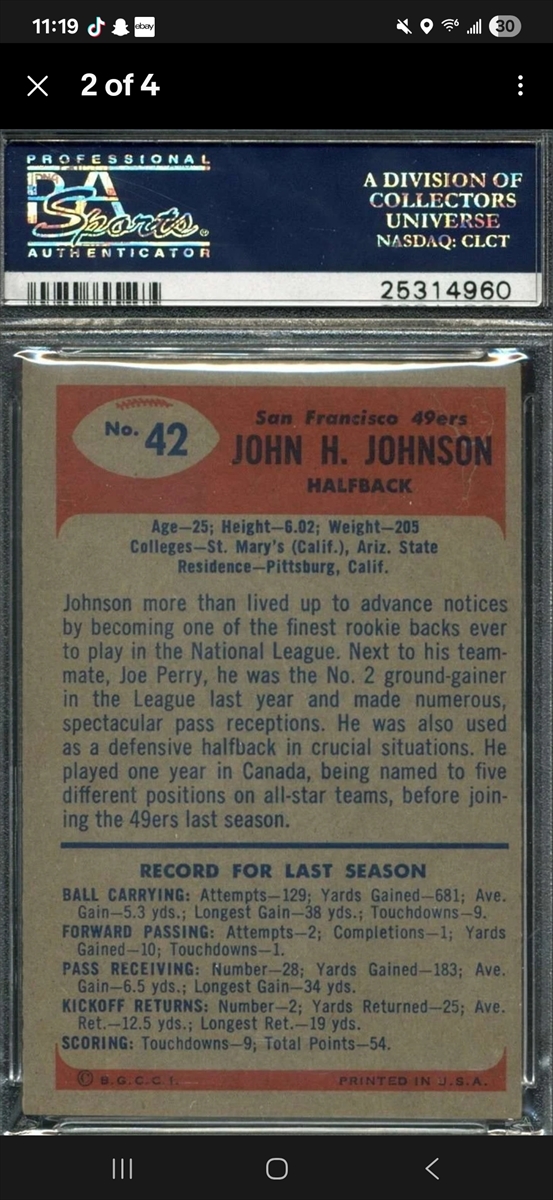 11:19
ebay
30
2 of 4
PROFESSIONAL
PSA
Sports
AUTHENTICATOR
A DIVISION OF
COLLECTORS
UNIVERSE
NASDAQ: CLCT
25314960
No. 42
San Francisco 49ers
JOHN H. JOHNSON
HALFBACK
Age—25; Height—6.02; Weight—205
Colleges—St. Mary's (Calif.), Ariz. State
Residence—Pittsburg, Calif.
Johnson more than lived up to advance notices
by becoming one of the finest rookie backs ever
to play in the National League. Next to his team-
mate, Joe Perry, he was the No. 2 ground-gainer
in the League last year and made numerous,
spectacular pass receptions. He was also used
as a defensive halfback in crucial situations. He
played one year in Canada, being named to five
different positions on all-star teams, before join-
ing the 49ers last season.
RECORD FOR LAST SEASON
BALL CARRYING: Attempts—129; Yards Gained—681; Ave.
Gain—5.3 yds.; Longest Gain—38 yds.; Touchdowns—9.
FORWARD PASSING: Attempts—2; Completions—1; Yards
Gained—10; Touchdowns—1.
PASS RECEIVING: Number—28; Yards Gained—183; Ave.
Gain—6.5 yds.; Longest Gain—34 yds.
KICKOFF RETURNS: Number—2; Yards Returned—25; Ave.
Ret.—12.5 yds.; Longest Ret.—19 yds.
SCORING: Touchdowns—9; Total Points—54.
© B.G.C.C.I.
PRINTED IN U.S.A.